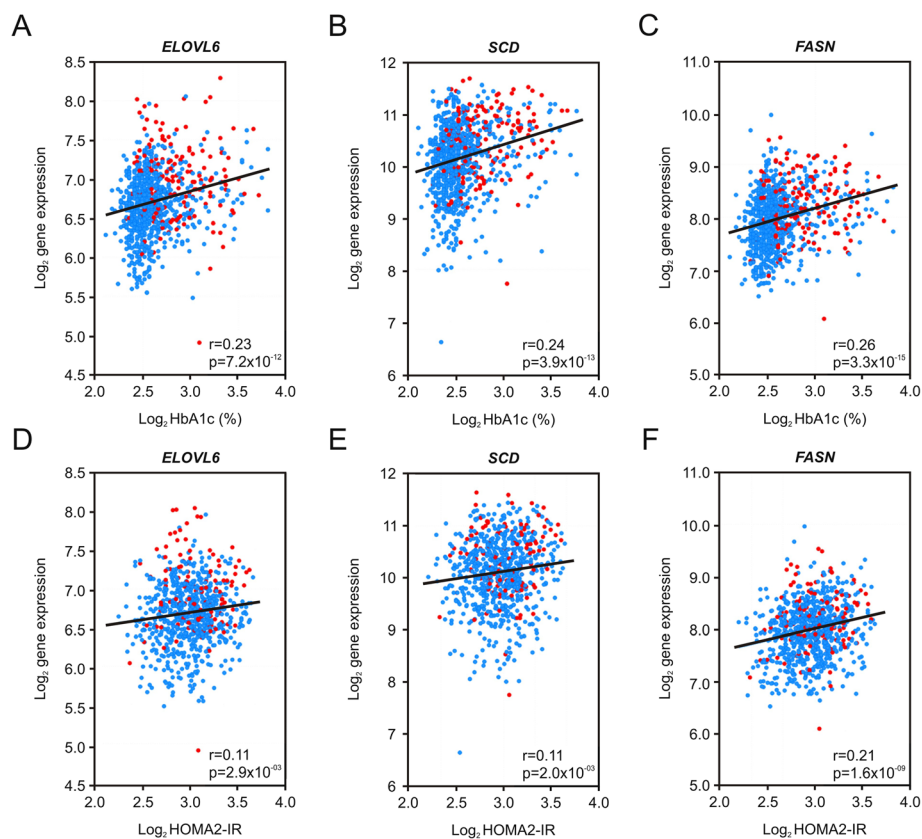 A
B
C
ELOVL6
SCD
FASN
Log₂ gene expression
8.5
8.0
7.5
7.0
6.5
6.0
5.5
5.0
4.5
2.0 2.5 3.0 3.5 4.0
r=0.23
p=7.2x10⁻¹²
Log₂ HbA1c (%)
Log₂ gene expression
12
11
10
9
8
7
6
2.0 2.5 3.0 3.5 4.0
r=0.24
p=3.9x10⁻¹³
Log₂ HbA1c (%)
Log₂ gene expression
11.0
10.0
9.0
8.0
7.0
6.0
5.0
2.0 2.5 3.0 3.5 4.0
r=0.26
p=3.3x10⁻¹⁵
Log₂ HbA1c (%)
D
E
F
ELOVL6
SCD
FASN
Log₂ gene expression
8.5
8.0
7.5
7.0
6.5
6.0
5.5
5.0
4.5
2.0 2.5 3.0 3.5 4.0
r=0.11
p=2.9x10⁻⁰³
Log₂ HOMA2-IR
Log₂ gene expression
12
11
10
9
8
7
6
2.0 2.5 3.0 3.5 4.0
r=0.11
p=2.0x10⁻⁰³
Log₂ HOMA2-IR
Log₂ gene expression
11.0
10.0
9.0
8.0
7.0
6.0
5.0
2.0 2.5 3.0 3.5 4.0
r=0.21
p=1.6x10⁻⁰⁹
Log₂ HOMA2-IR